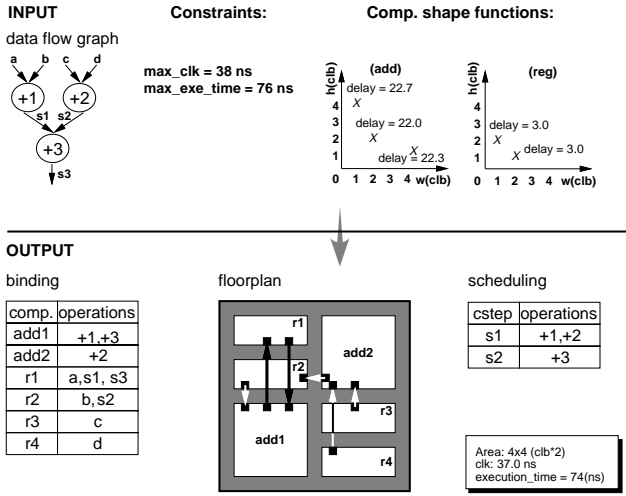 INPUT
Constraints:
Comp. shape functions:
data flow graph
a b c d
+1 +2
s1 s2
+3
s3
max_clk = 38 ns
max_exe_time = 76 ns
h(clb)
(add)
delay = 22.7
X
delay = 22.0
X
X
delay = 22.3
4
3
2
1
0 1 2 3 4 w(clb)
h(clb)
(reg)
delay = 3.0
X
X delay = 3.0
4
3
2
1
0 1 2 3 4 w(clb)
OUTPUT
binding
comp. operations
add1 +1,+3
add2 +2
r1 a,s1, s3
r2 b,s2
r3 c
r4 d
floorplan
r1
add2
r2
r3
add1
r4
scheduling
cstep operations
s1 +1,+2
s2 +3
Area: 4x4 (clb*2)
clk: 37.0 ns
execution_time = 74(ns)